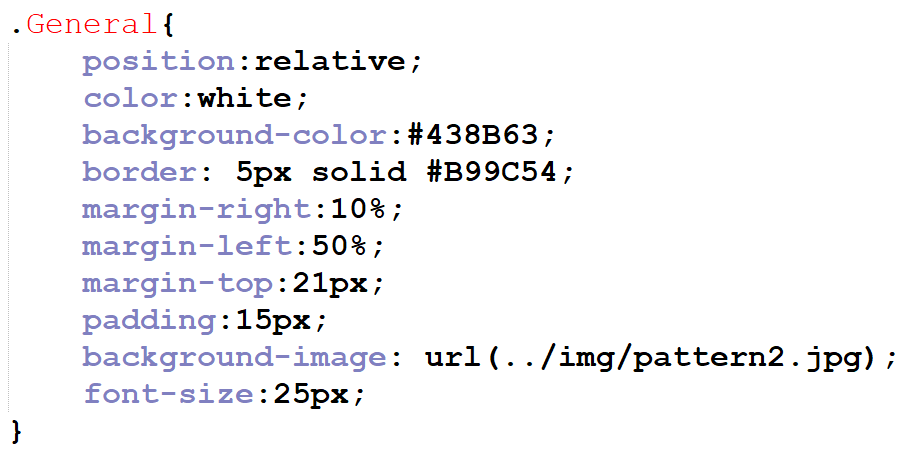 .General{
position:relative;
color:white;
background-color:#438B63;
border: 5px solid #B99C54;
margin-right:10%;
margin-left:50%;
margin-top:21px;
padding:15px;
background-image: url(../img/pattern2.jpg);
font-size:25px;
}